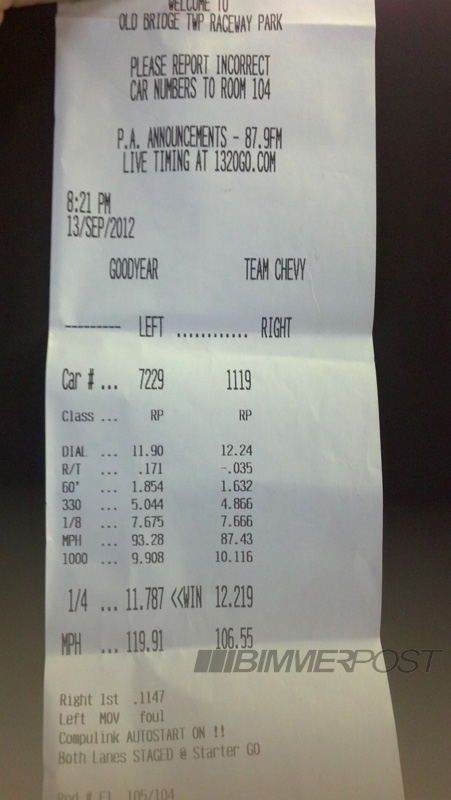 WELCOME TO
OLD BRIDGE TWP RACEWAY PARK
PLEASE REPORT INCORRECT
CAR NUMBERS TO ROOM 104
P.A. ANNOUNCEMENTS - 87.9FM
LIVE TIMING AT 1320GO.COM
8:21 PM
13/SEP/2012
GOODYEAR TEAM CHEVY
--------- LEFT ............ RIGHT
Car # ... 7229 1119
Class ... RP RP
DIAL ... 11.90 12.24
R/T ... .171 -.035
60' ... 1.854 1.632
330 ... 5.044 4.866
1/8 ... 7.675 7.666
MPH ... 93.28 87.43
1000 ... 9.908 10.116
1/4 ... 11.787 <<WIN 12.219
MPH ... 119.91 106.55
BIMMERPOST
Right 1st .1147
Left MOV foul
Compulink AUTOSTART ON !!
Both Lanes STAGED @ Starter GO
105/104